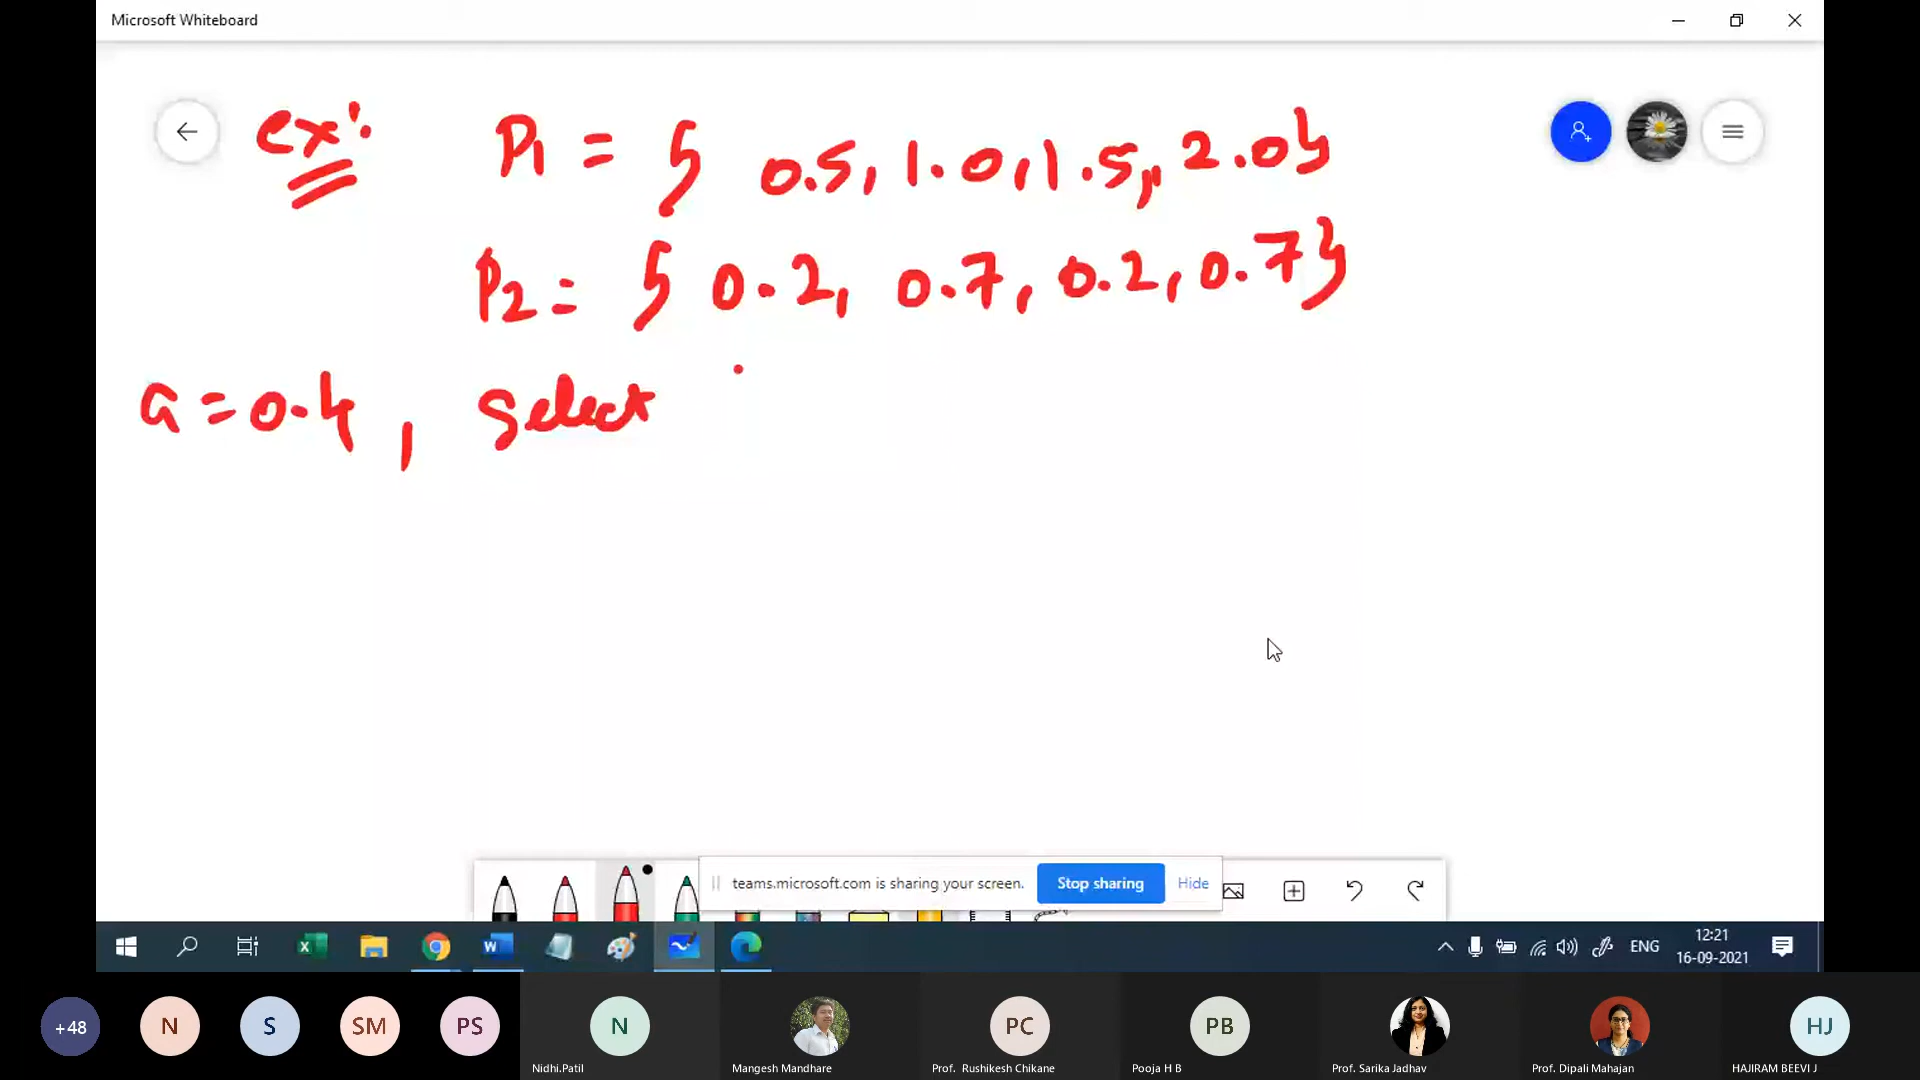 Microsoft Whiteboard
ex:
P1 = { 0.5, 1.0, 1.5, 2.0}
P2 = { 0.2, 0.7, 0.2, 0.7}
a = 0.4, select
teams.microsoft.com is sharing your screen.
Stop sharing
Hide
ENG
12:21
16-09-2021
+48
N
S
SM
PS
N
PC
PB
HJ
Nidhi.Patil
Mangesh Mandhare
Prof. Rushikesh Chikane
Pooja H B
Prof. Sarika Jadhav
Prof. Dipali Mahajan
HAJIRAM BEEVI J